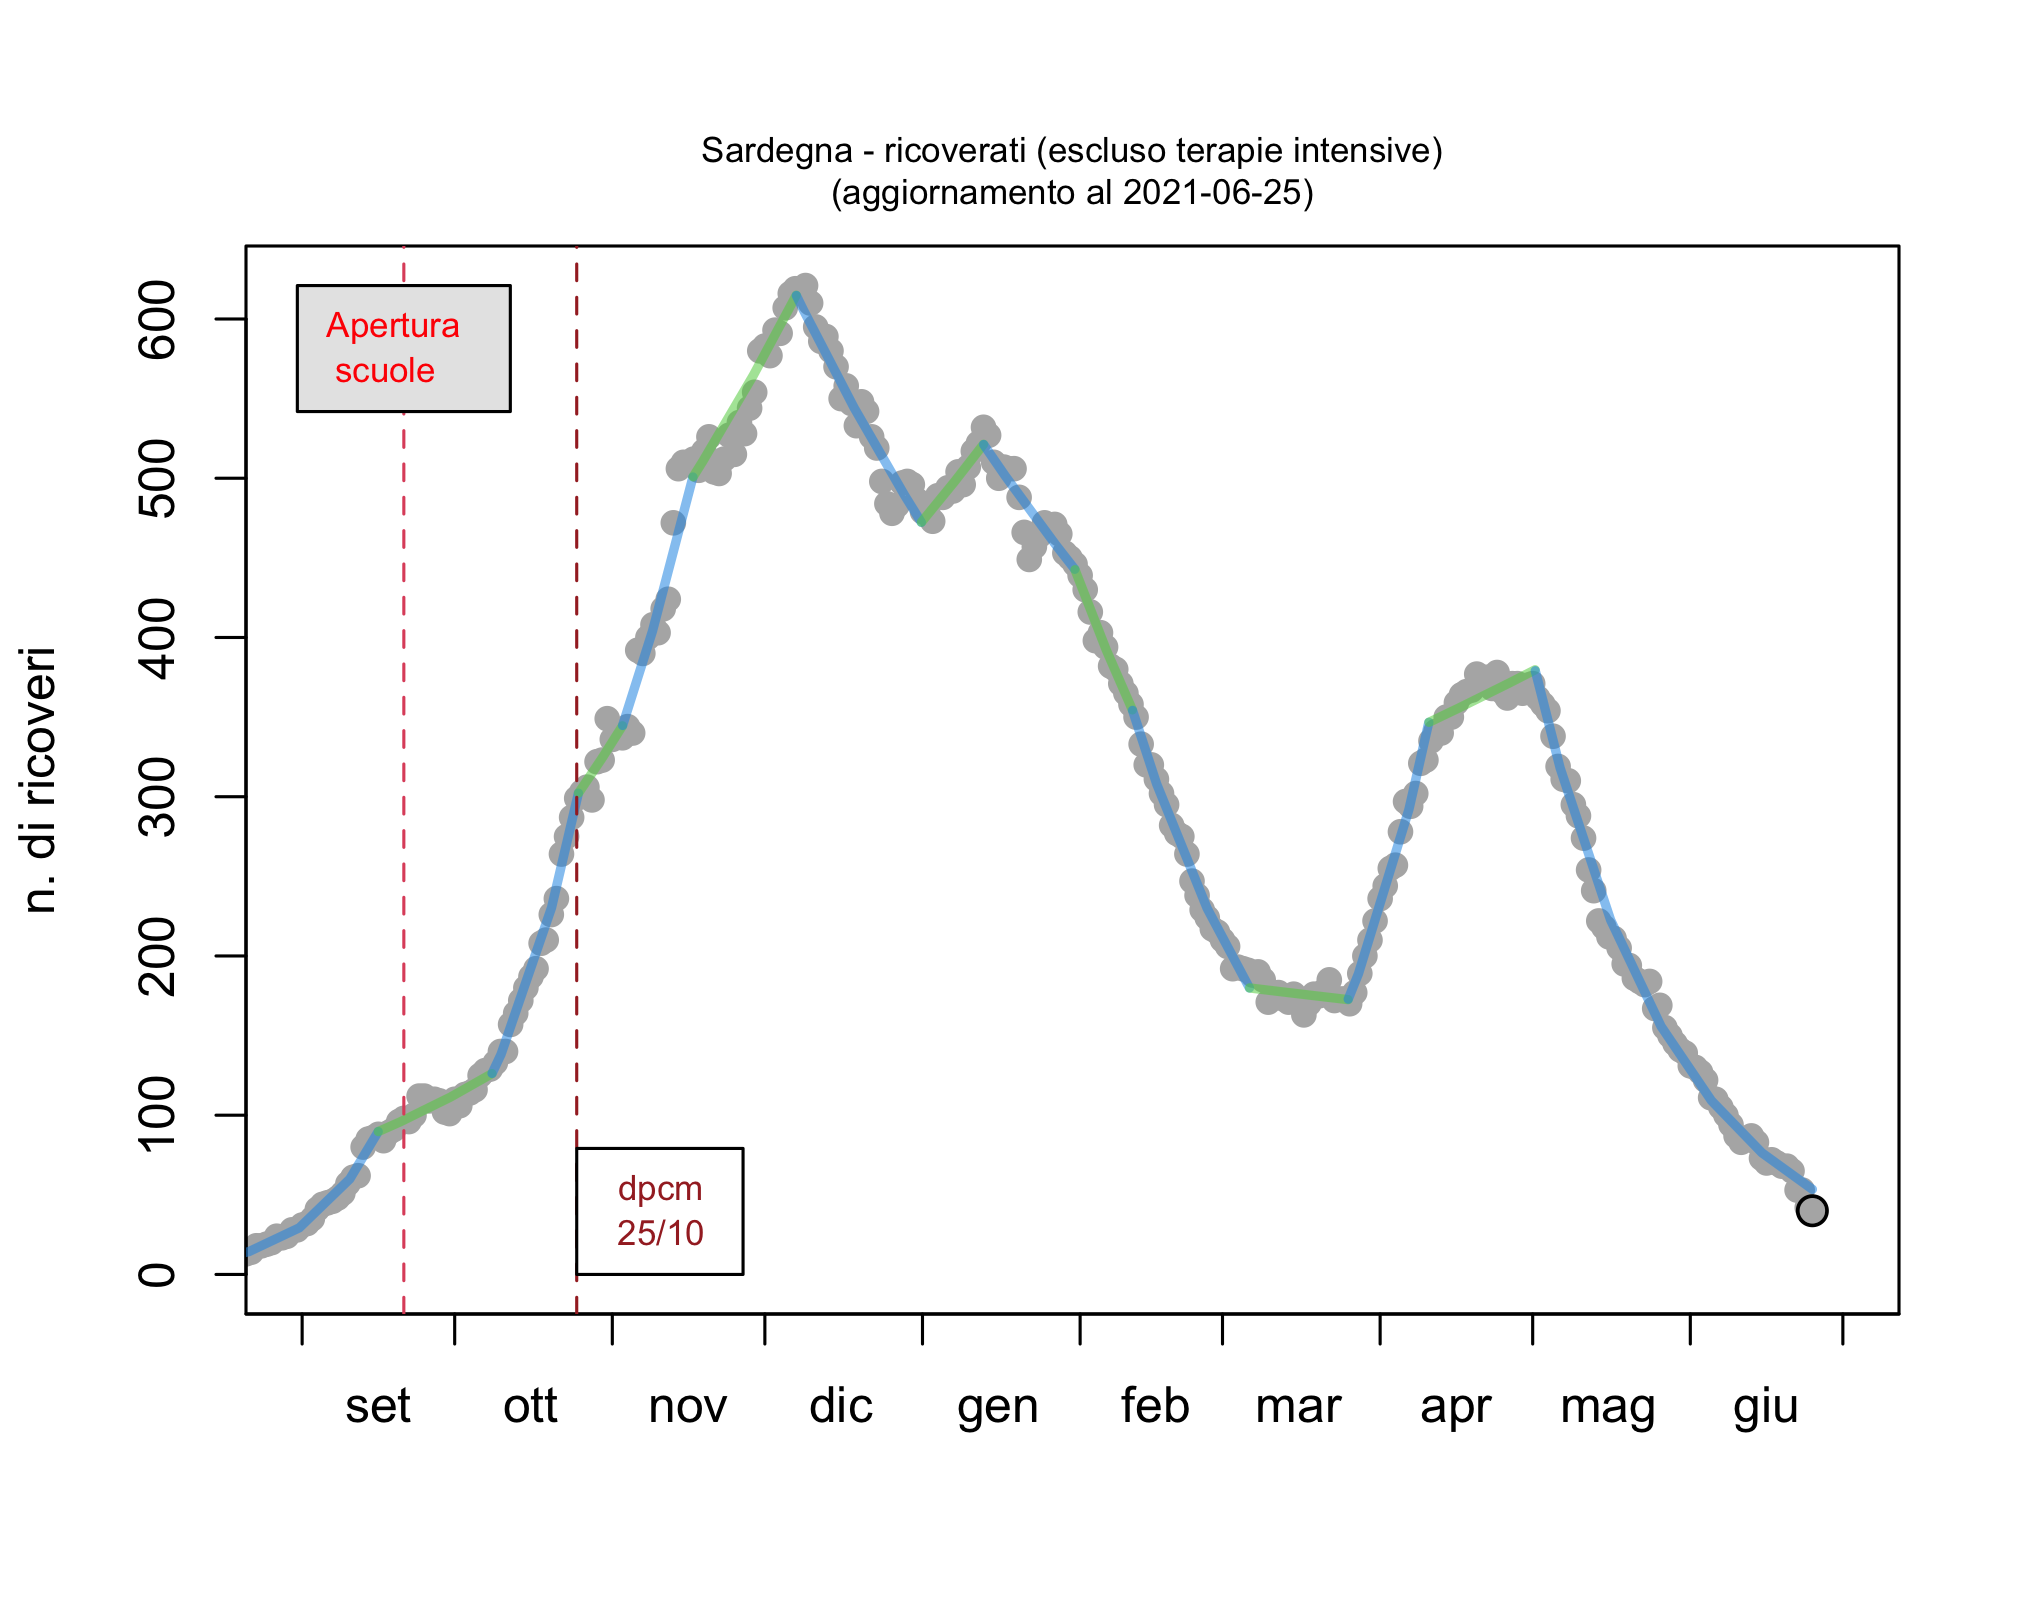 Sardegna - ricoverati (escluso terapie intensive)
(aggiornamento al 2021-06-25)
n. di ricoveri
600
500
400
300
200
100
0
Apertura
scuole
dpcm
25/10
set ott nov dic gen feb mar apr mag giu